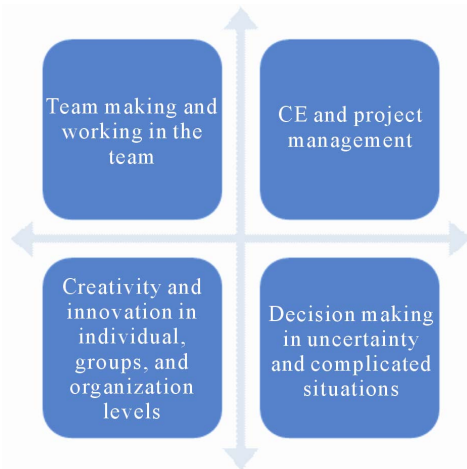 Team making and
working in the
team
CE and project
management
Creativity and
innovation in
individual,
groups, and
organization
levels
Decision making
in uncertainty
and complicated
situations